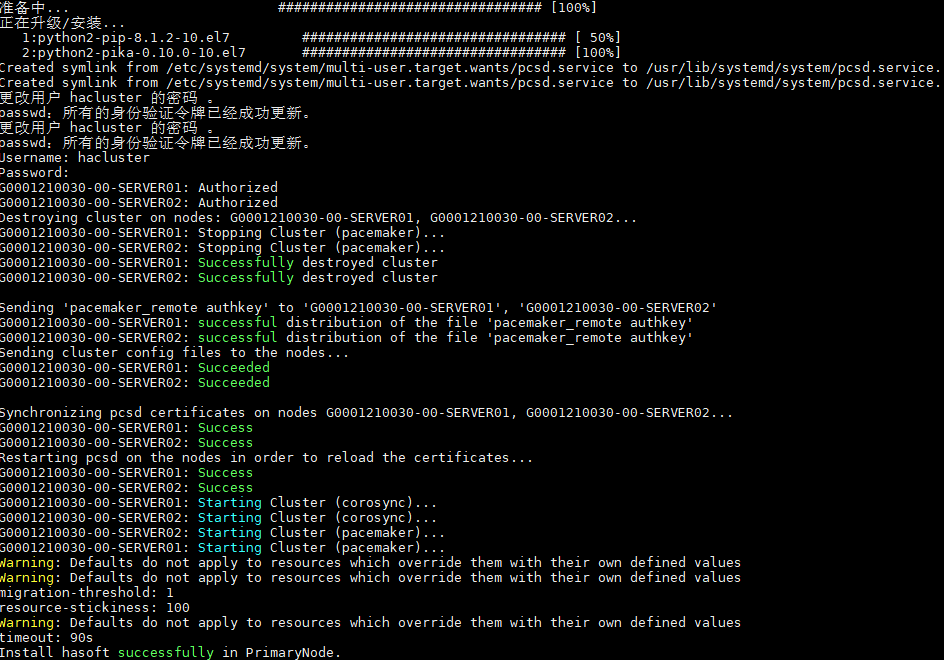 准备中... ################################# [100%]
正在升级/安装...
1:python2-pip-8.1.2-10.el7 ################################# [ 50%]
2:python2-pika-0.10.0-10.el7 ################################# [100%]
Created symlink from /etc/systemd/system/multi-user.target.wants/pcsd.service to /usr/lib/systemd/system/pcsd.service.
Created symlink from /etc/systemd/system/multi-user.target.wants/pcsd.service to /usr/lib/systemd/system/pcsd.service.
更改用户 hacluster 的密码 。
passwd：所有的身份验证令牌已经成功更新。
更改用户 hacluster 的密码 。
passwd：所有的身份验证令牌已经成功更新。
Username: hacluster
Password:
G0001210030-00-SERVER01: Authorized
G0001210030-00-SERVER02: Authorized
Destroying cluster on nodes: G0001210030-00-SERVER01, G0001210030-00-SERVER02...
G0001210030-00-SERVER01: Stopping Cluster (pacemaker)...
G0001210030-00-SERVER02: Stopping Cluster (pacemaker)...
G0001210030-00-SERVER01: Successfully destroyed cluster
G0001210030-00-SERVER02: Successfully destroyed cluster
Sending 'pacemaker_remote authkey' to 'G0001210030-00-SERVER01', 'G0001210030-00-SERVER02'
G0001210030-00-SERVER01: successful distribution of the file 'pacemaker_remote authkey'
G0001210030-00-SERVER02: successful distribution of the file 'pacemaker_remote authkey'
Sending cluster config files to the nodes...
G0001210030-00-SERVER01: Succeeded
G0001210030-00-SERVER02: Succeeded
Synchronizing pcsd certificates on nodes G0001210030-00-SERVER01, G0001210030-00-SERVER02...
G0001210030-00-SERVER01: Success
G0001210030-00-SERVER02: Success
Restarting pcsd on the nodes in order to reload the certificates...
G0001210030-00-SERVER01: Success
G0001210030-00-SERVER02: Success
G0001210030-00-SERVER01: Starting Cluster (corosync)...
G0001210030-00-SERVER02: Starting Cluster (corosync)...
G0001210030-00-SERVER02: Starting Cluster (pacemaker)...
G0001210030-00-SERVER01: Starting Cluster (pacemaker)...
Warning: Defaults do not apply to resources which override them with their own defined values
Warning: Defaults do not apply to resources which override them with their own defined values
migration-threshold: 1
resource-stickiness: 100
Warning: Defaults do not apply to resources which override them with their own defined values
timeout: 90s
Install hasoft successfully in PrimaryNode.